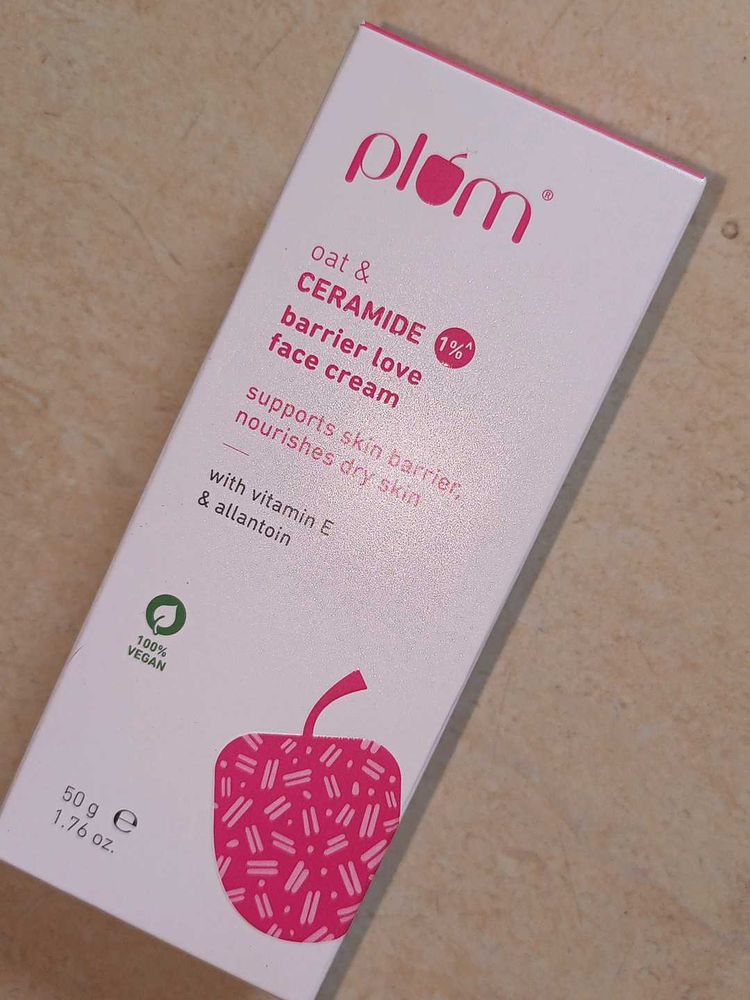 plum®
oat &
CERAMIDE 1%^
barrier love
face cream
supports skin barrier,
nourishes dry skin
with vitamin E
& allantoin
100%
VEGAN
50 g e
1.76 oz.